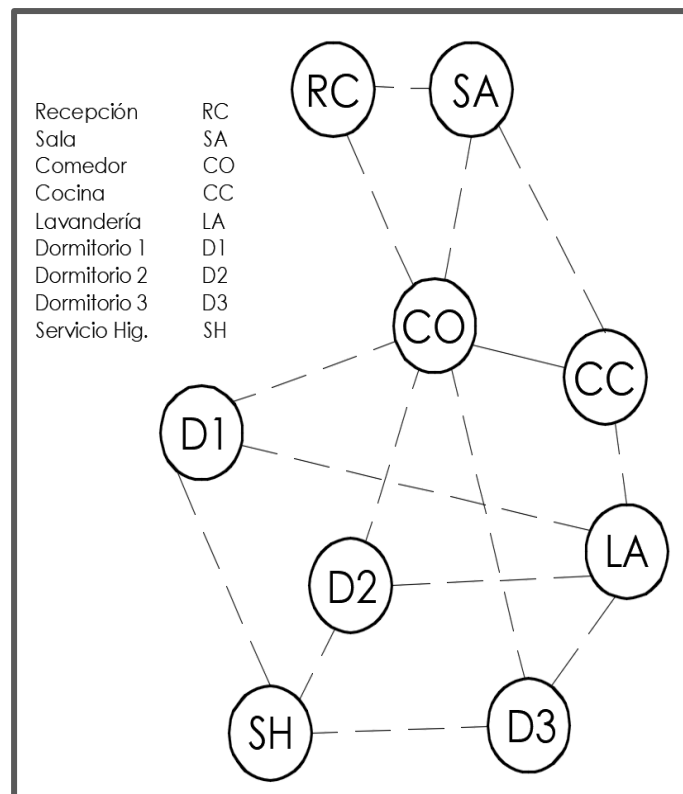 RC SA
Recepción RC
Sala SA
Comedor CO
Cocina CC
Lavandería LA
Dormitorio 1 D1
Dormitorio 2 D2
Dormitorio 3 D3
Servicio Hig. SH
CO
CC
D1
LA
D2
SH
D3